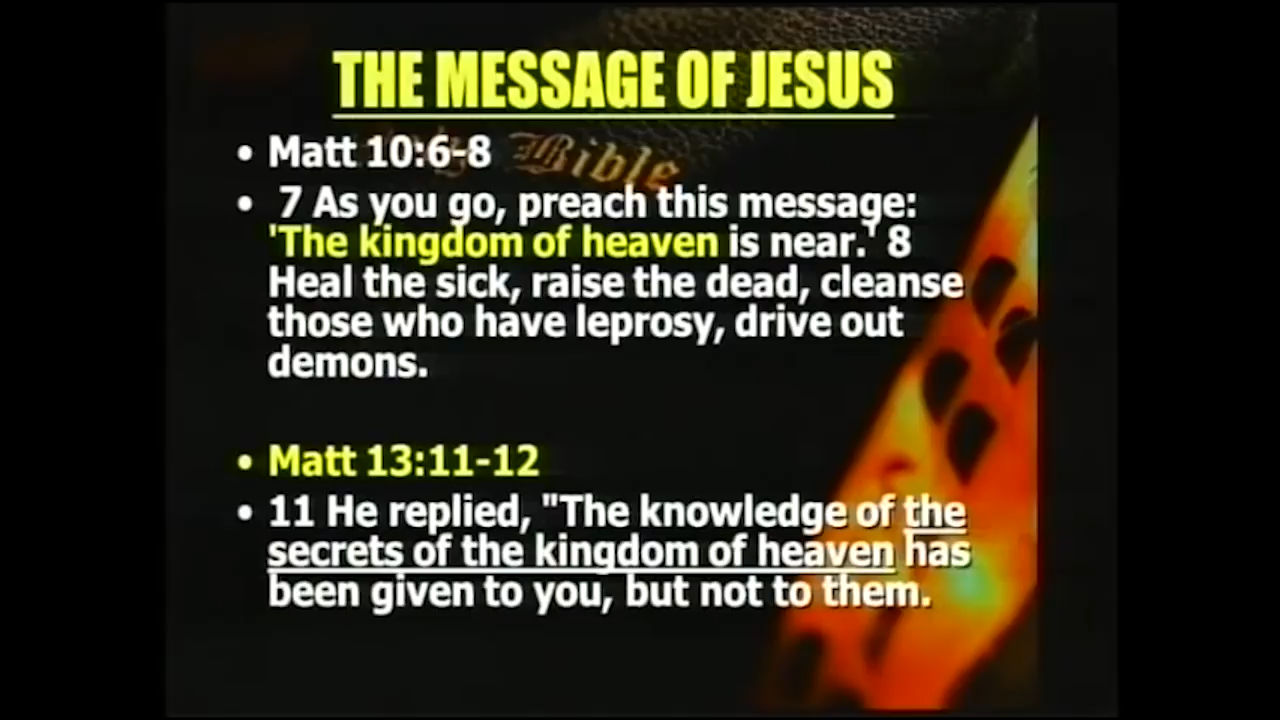 THE MESSAGE OF JESUS
Holy Bible
• Matt 10:6-8
• 7 As you go, preach this message:
'The kingdom of heaven is near.' 8
Heal the sick, raise the dead, cleanse
those who have leprosy, drive out
demons.
• Matt 13:11-12
• 11 He replied, "The knowledge of the
secrets of the kingdom of heaven has
been given to you, but not to them.